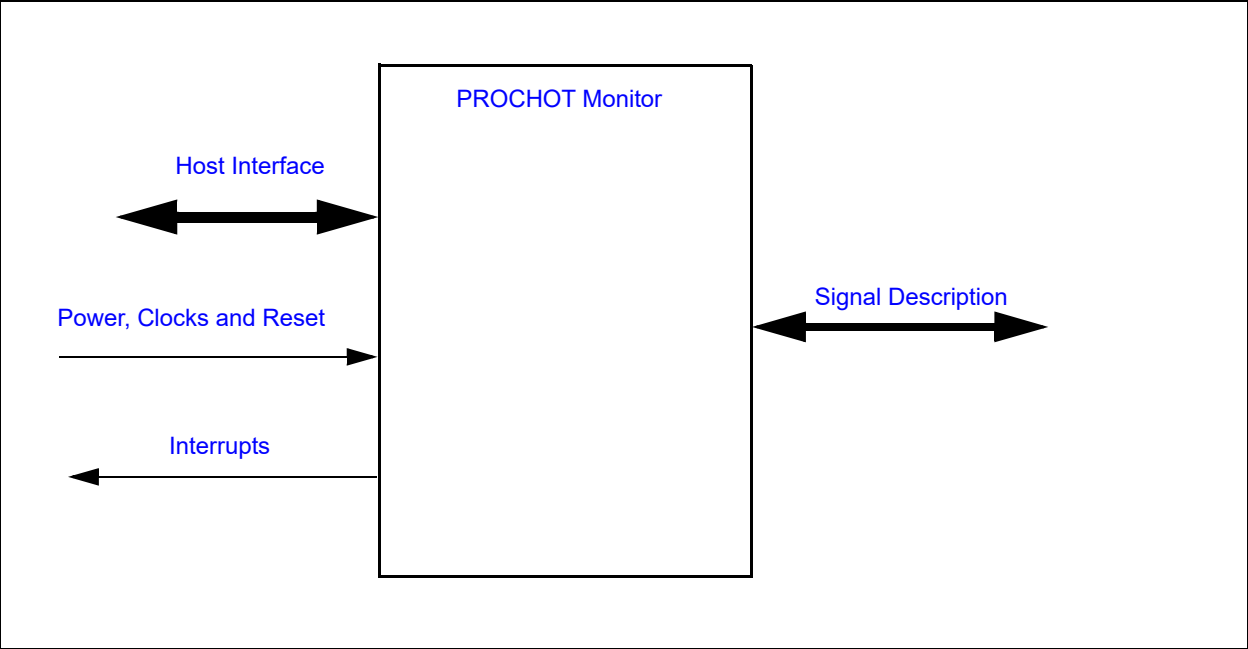 PROCHOT Monitor
Host Interface
Signal Description
Power, Clocks and Reset
Interrupts